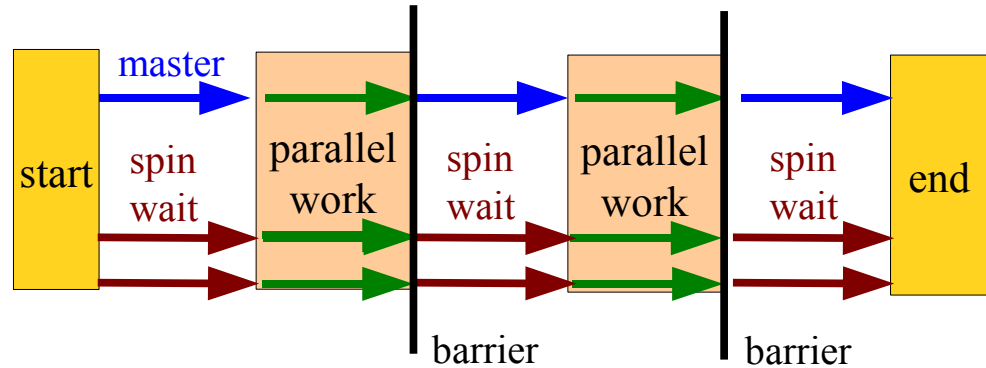 start
master
spin
wait
parallel
work
spin
wait
parallel
work
spin
wait
end
barrier
barrier